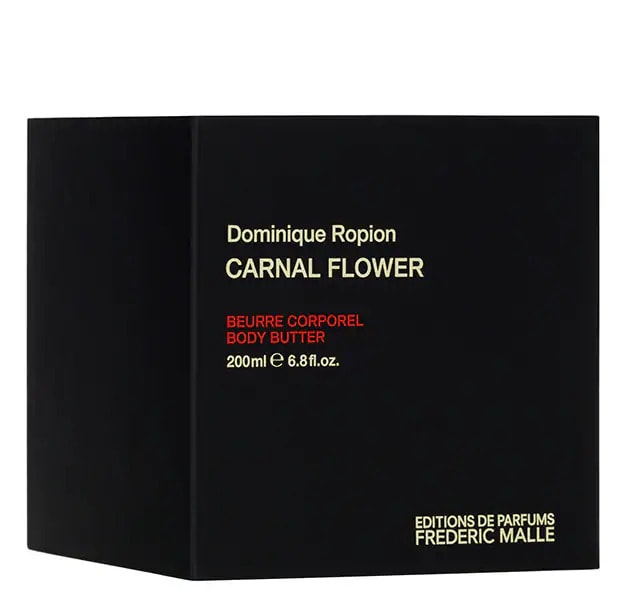 Dominique Ropion
CARNAL FLOWER
BEURRE CORPOREL
BODY BUTTER
200ml ℮ 6.8fl.oz.
EDITIONS DE PARFUMS
FREDERIC MALLE